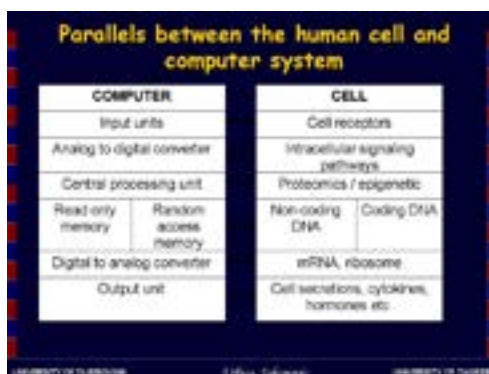 Parallels between the human cell and
computer system
COMPUTER
Input units
Analog to digital converter
Central processing unit
Read only
memory
Random
access
memory
Digital to analog converter
Output unit
CELL
Cell receptors
Intracellular signaling
pathways
Proteomics / epigenetic
Non-coding
DNA
Coding DNA
mRNA, ribosome
Cell secretions, cytokines,
hormones etc